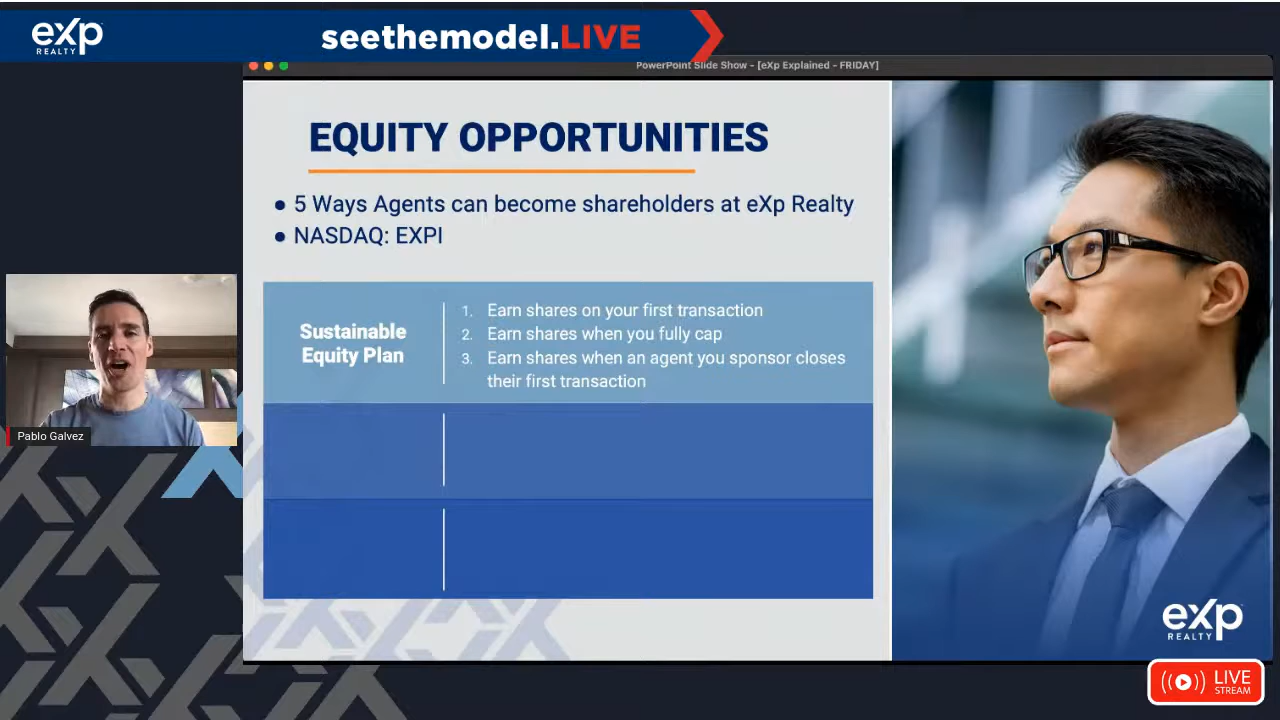 eXp
REALTY
seethemodel.LIVE
PowerPoint Slide Show - [eXp Explained - FRIDAY]
EQUITY OPPORTUNITIES
● 5 Ways Agents can become shareholders at eXp Realty
● NASDAQ: EXPI
Sustainable
Equity Plan
1. Earn shares on your first transaction
2. Earn shares when you fully cap
3. Earn shares when an agent you sponsor closes
their first transaction
Pablo Galvez
eXp
REALTY
LIVE
STREAM